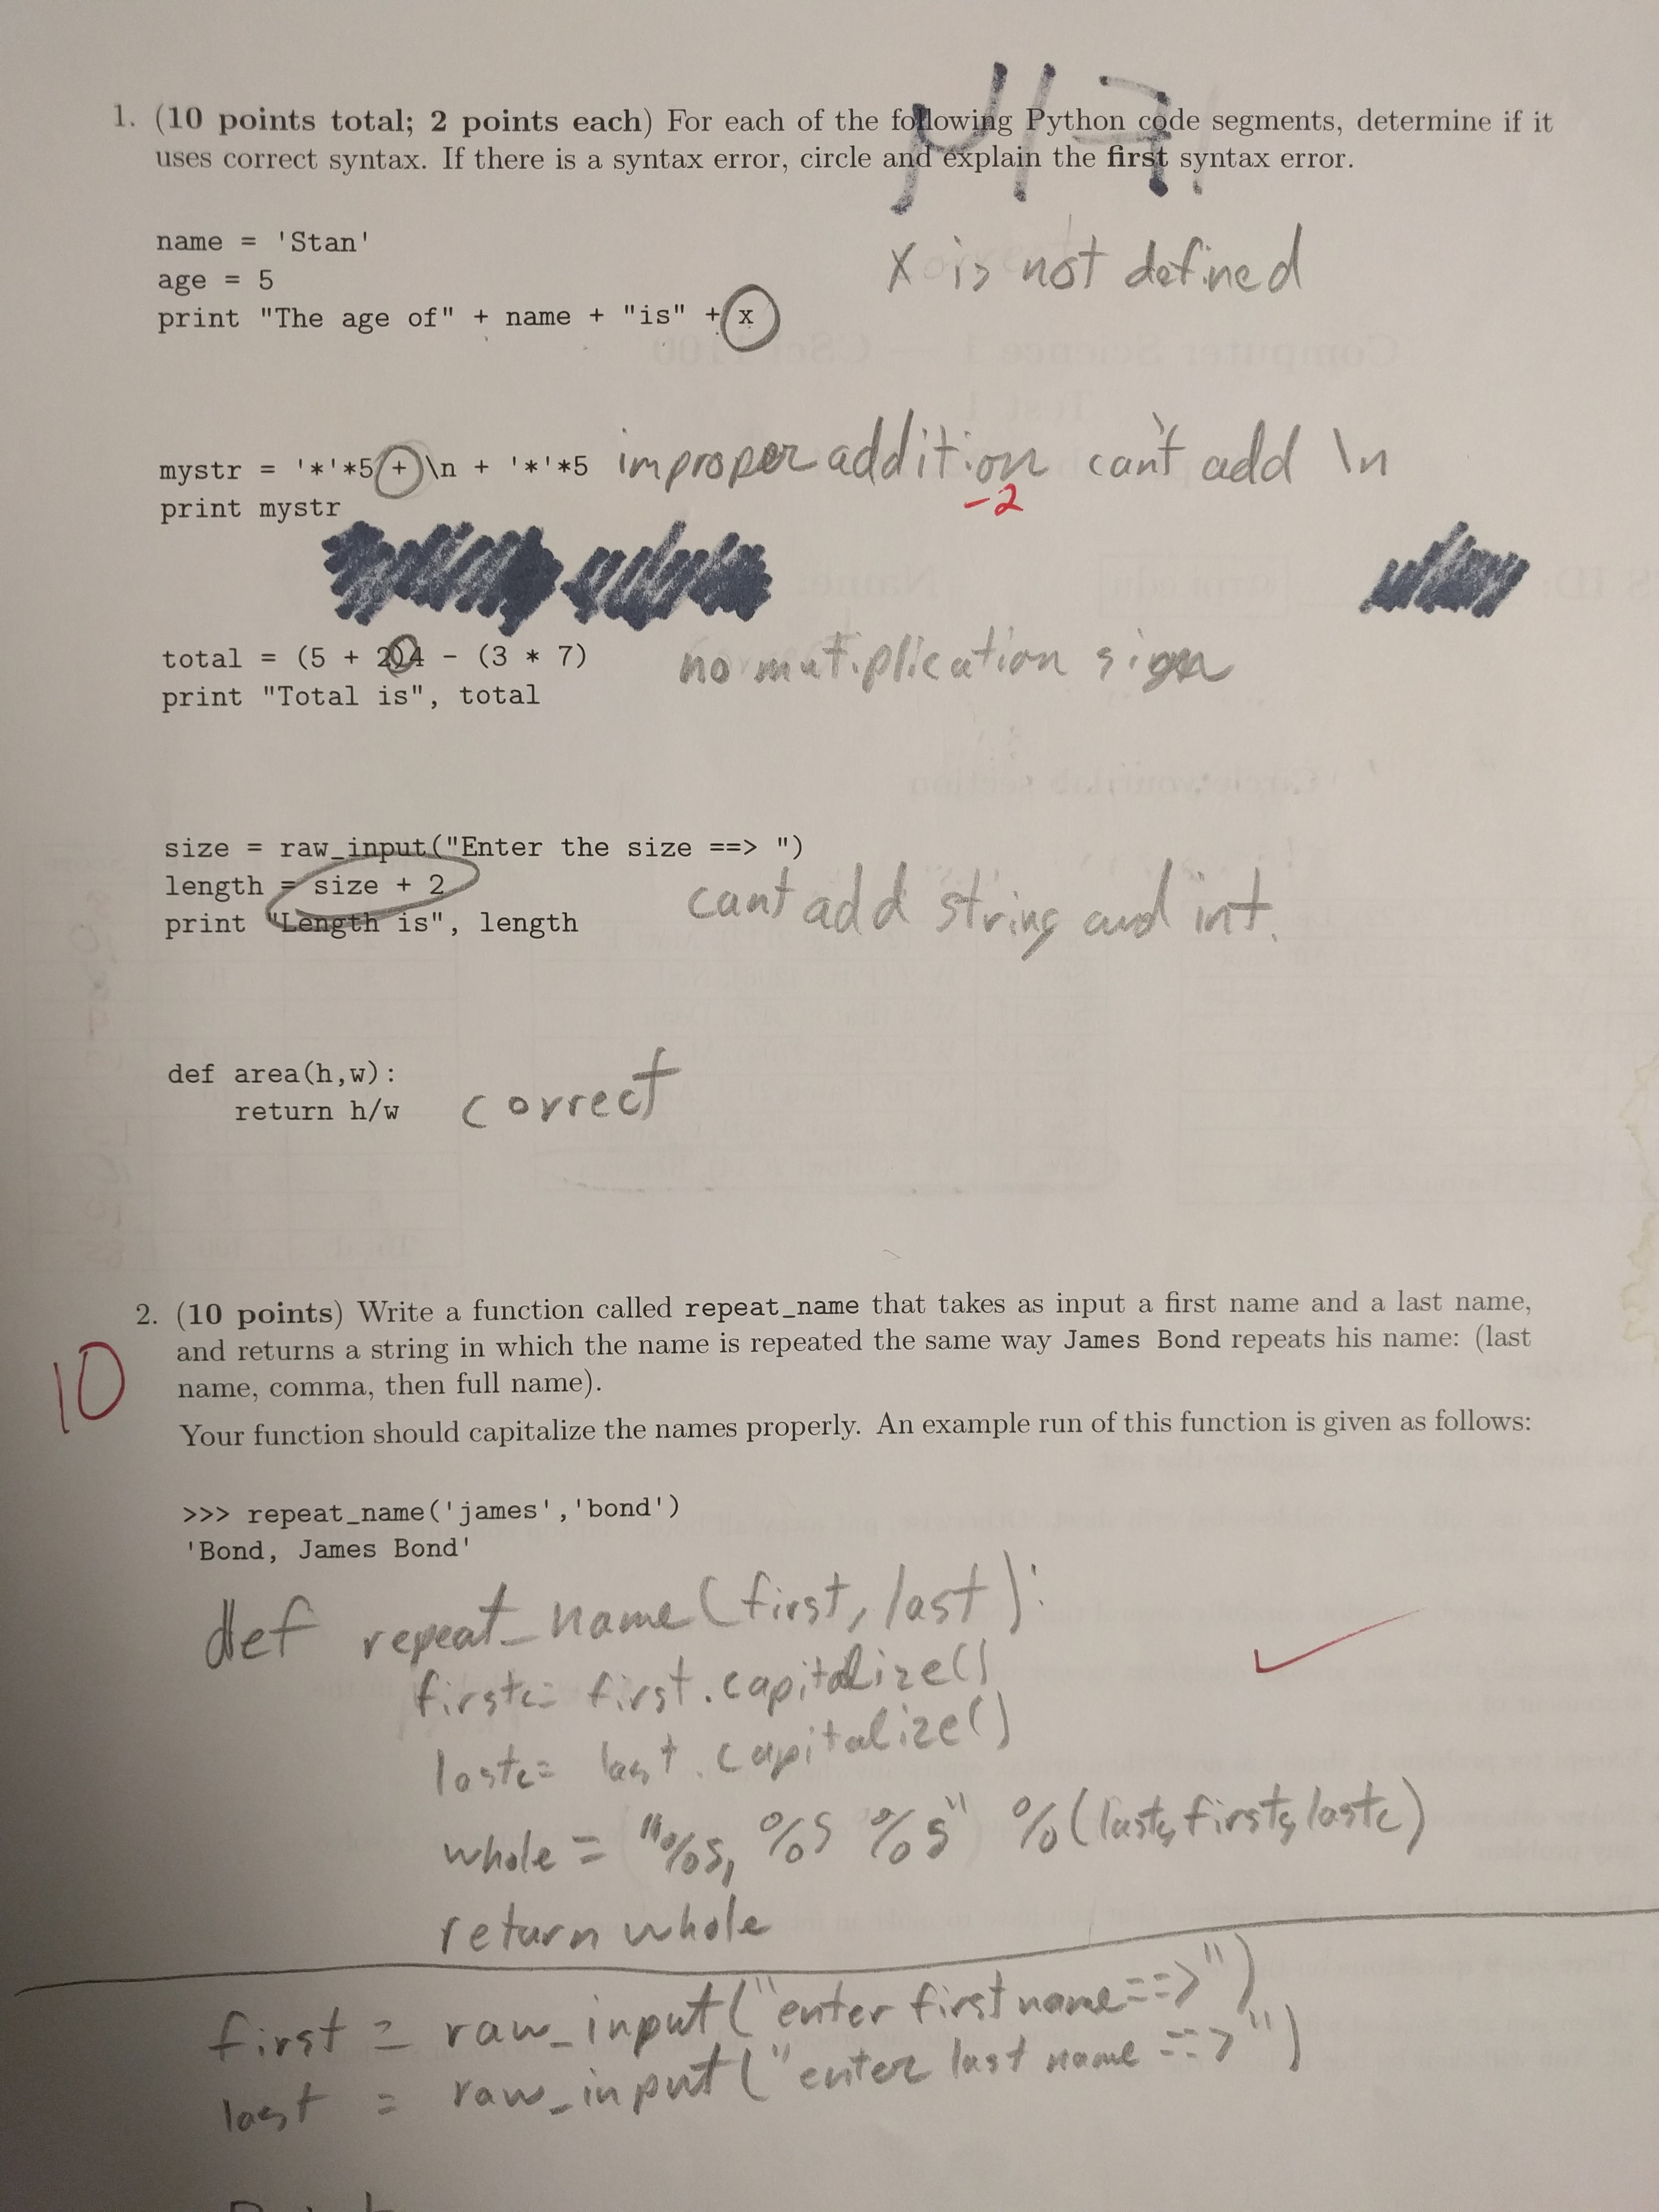 1. (10 points total; 2 points each) For each of the following Python code segments, determine if it
uses correct syntax. If there is a syntax error, circle and explain the first syntax error.
name = 'Stan'
age = 5
print "The age of" + name + "is" + x
x is not defined
mystr = '*'*5 + \n + '*'*5 improper addition can't add \n
print mystr
-2
total = (5 + 2()4 - (3 * 7)
no mutiplication sign
print "Total is", total
size = raw_input("Enter the size ==> ")
length = size + 2
cant add string and int.
print "Length is", length
def area(h,w):
return h/w
correct
2. (10 points) Write a function called repeat_name that takes as input a first name and a last name,
and returns a string in which the name is repeated the same way James Bond repeats his name: (last
name, comma, then full name).
10
Your function should capitalize the names properly. An example run of this function is given as follows:
>>> repeat_name('james','bond')
'Bond, James Bond'
def repeat_name(first, last):
firstc= first.capitalize()
lastc= last.capitalize()
whole = "%s, %s %s" %(lastc, firstc, lastc)
return whole
first = raw_input("enter first name==>")
last = raw_input("enter last name ==>")